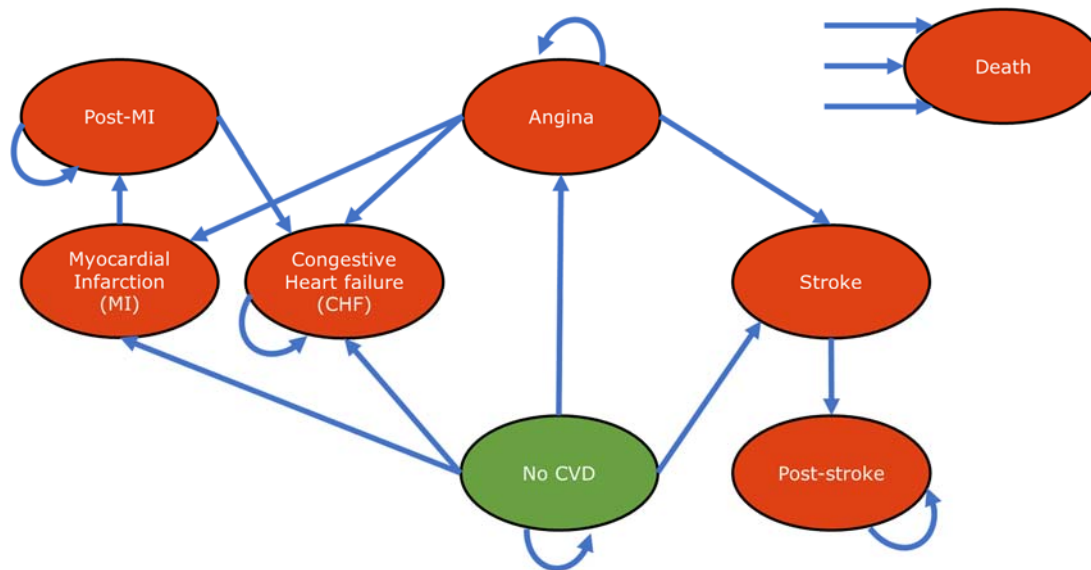 Death
Post-MI
Angina
Myocardial
Infarction
(MI)
Congestive
Heart failure
(CHF)
Stroke
No CVD
Post-stroke